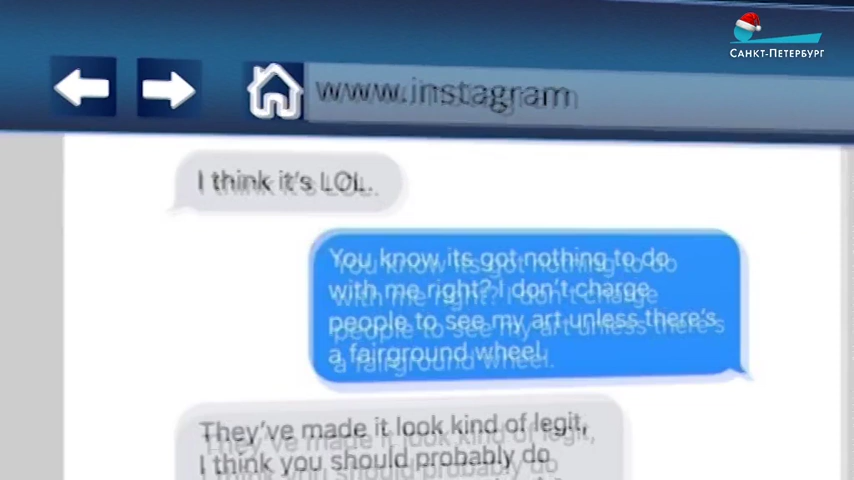 САНКТ-ПЕТЕРБУРГ
www.instagram
I think it's LOL.
You know its got nothing to do
with me right? I don't charge
people to see my art unless there's
a fairground wheel.
They've made it look kind of legit,
I think you should probably do